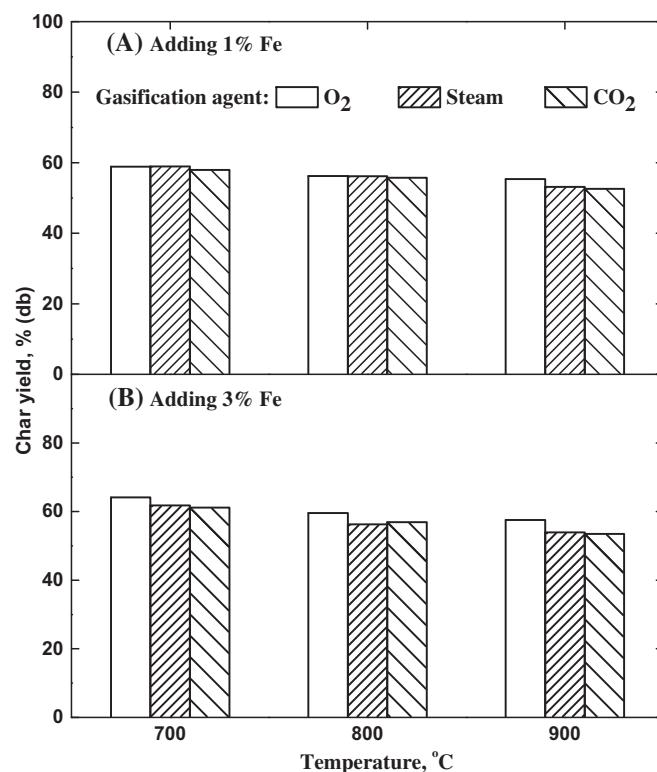 100
(A) Adding 1% Fe
80
Gasification agent: O₂ Steam CO₂
60
40
20
0
(B) Adding 3% Fe
80
60
40
20
0
Char yield, % (db)
700 800 900
Temperature, °C